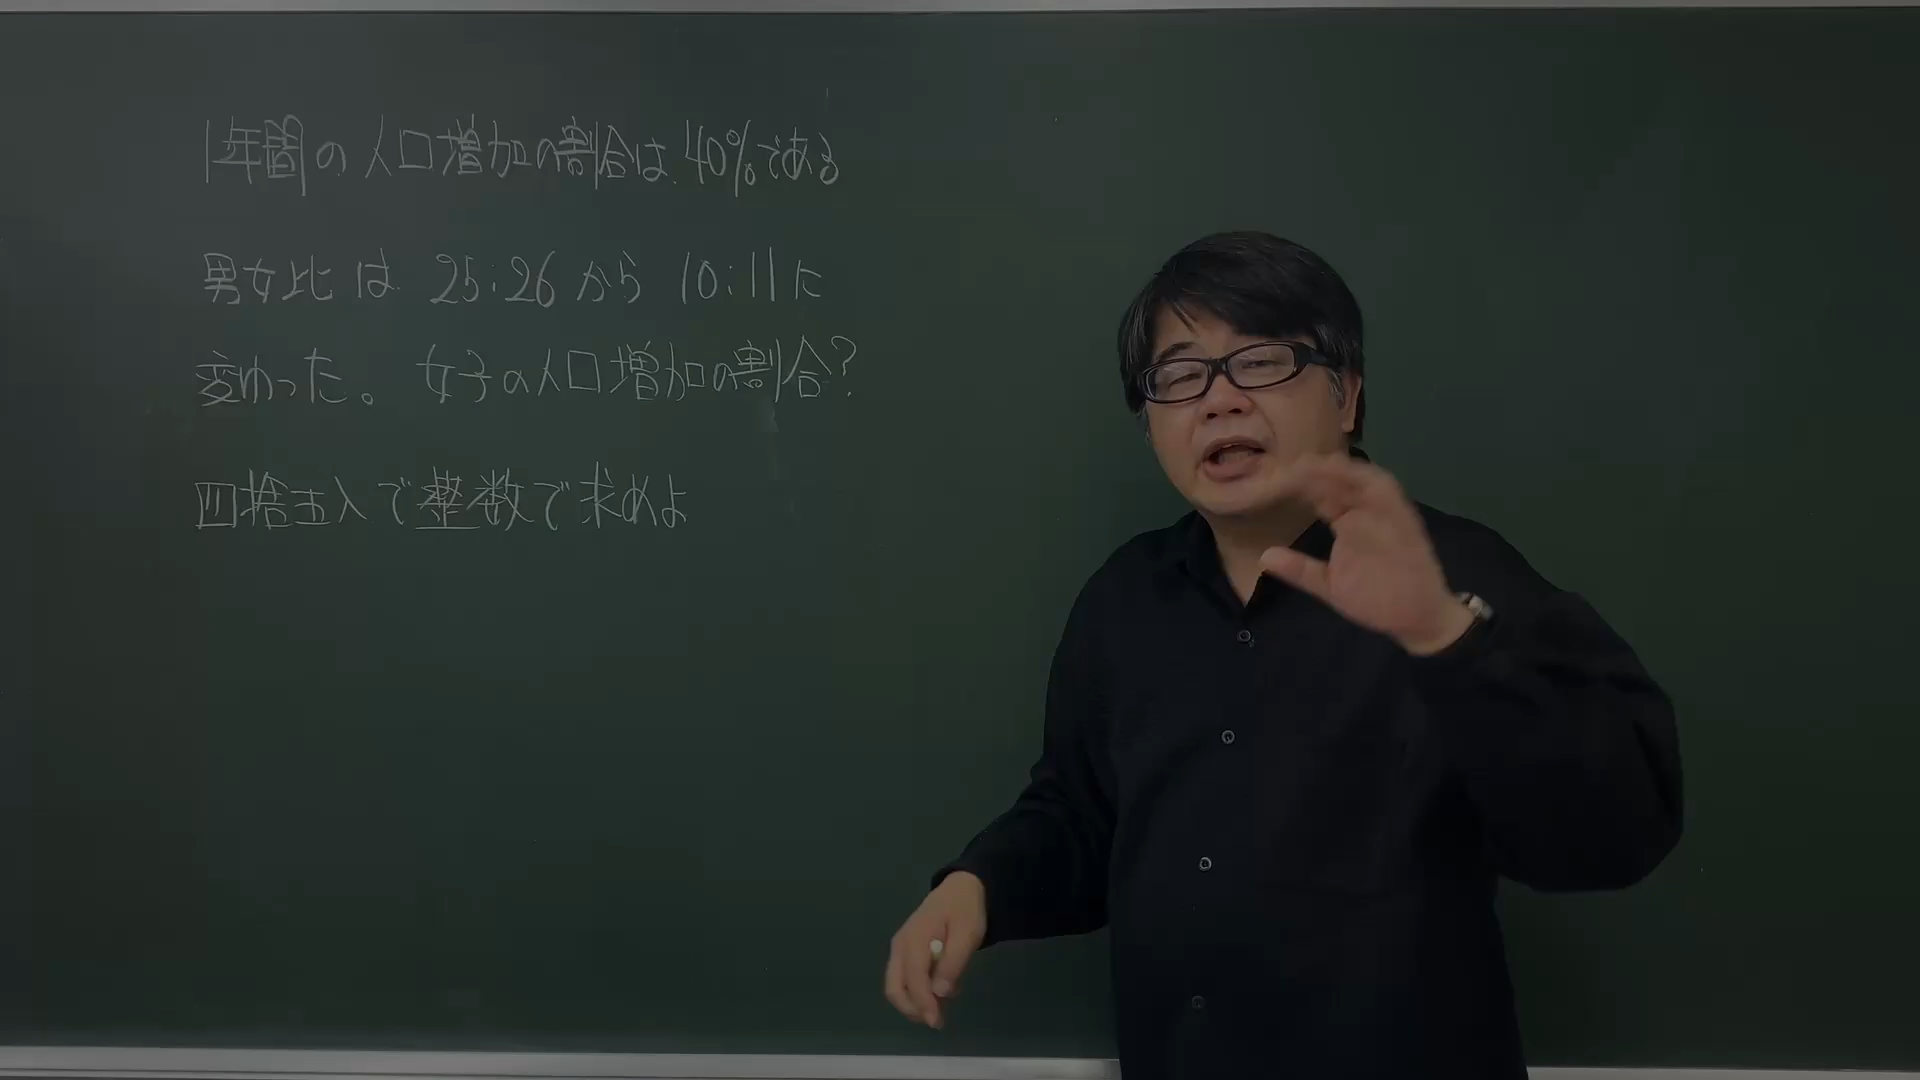 1年間の人口増加の割合は40%である
男女比は25:26から10:11に
変わった。女子の人口増加の割合?
四捨五入で整数で求めよ